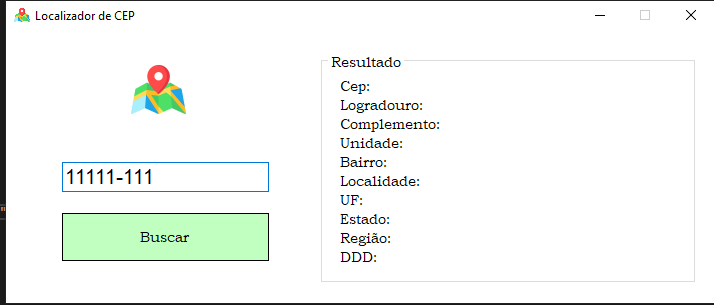 Localizador de CEP
11111-111
Buscar
Resultado
Cep:
Logradouro:
Complemento:
Unidade:
Bairro:
Localidade:
UF:
Estado:
Região:
DDD: